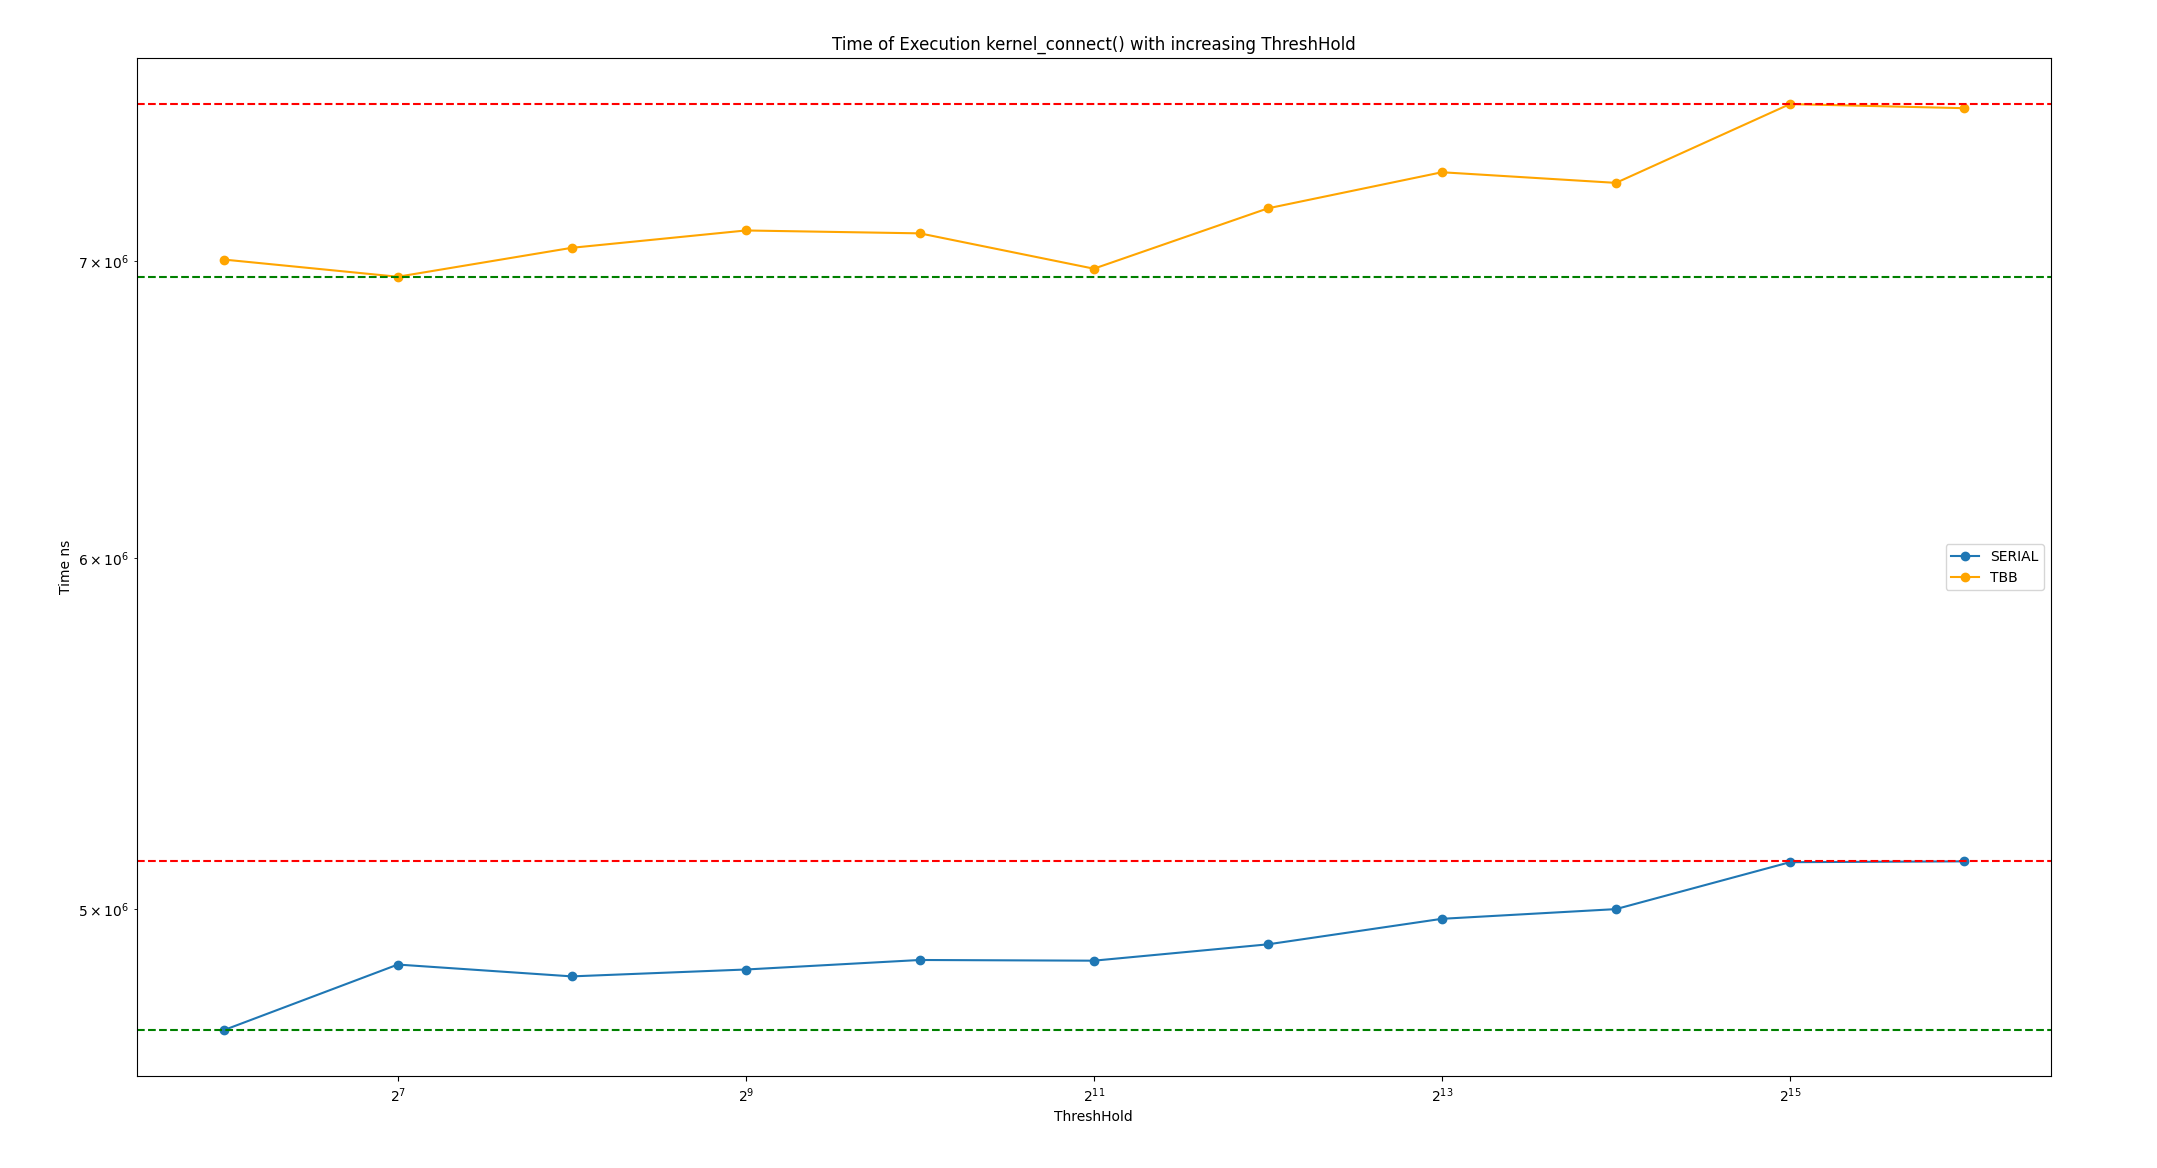 Time of Execution kernel_connect() with increasing ThreshHold
7 × 10⁶
6 × 10⁶
5 × 10⁶
Time ns
SERIAL
TBB
2⁷ 2⁹ 2¹¹ 2¹³ 2¹⁵
ThreshHold